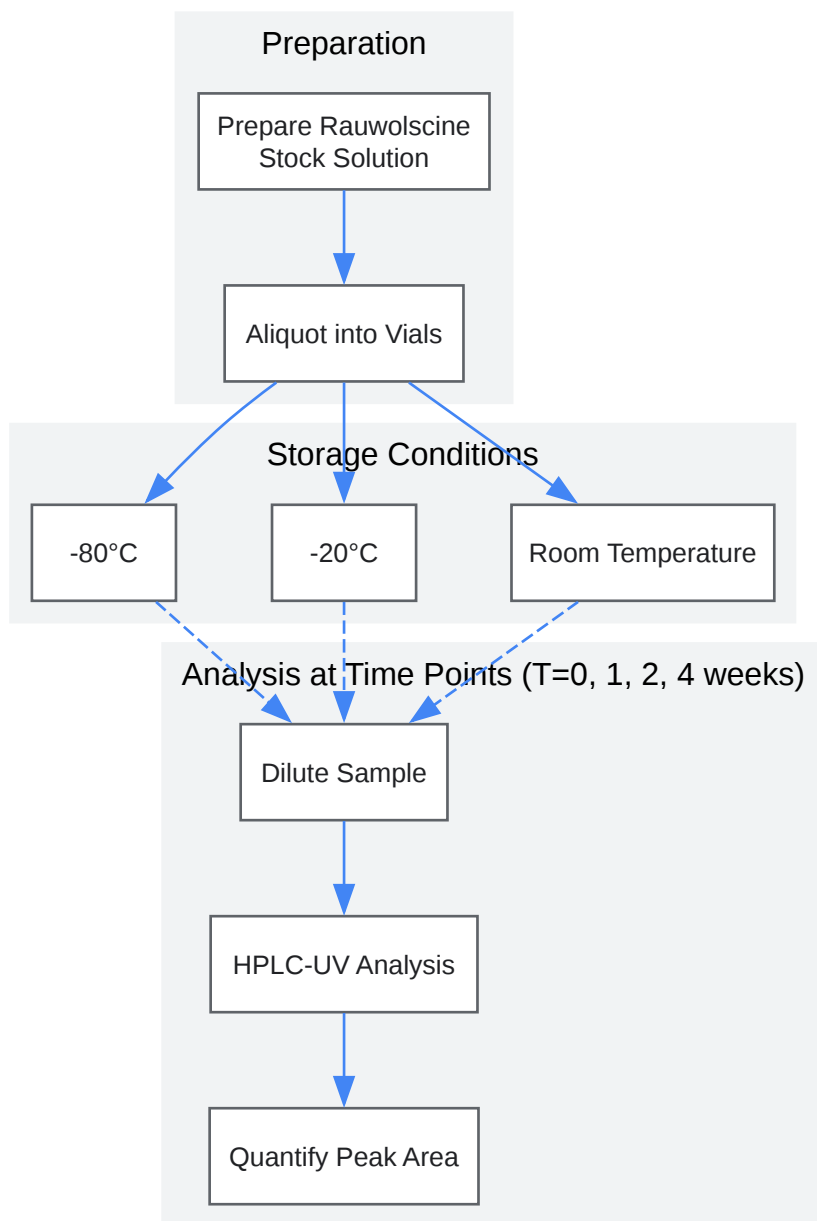 Preparation
Prepare Rauwolscine
Stock Solution
Aliquot into Vials
Storage Conditions
-80°C
-20°C
Room Temperature
Analysis at Time Points (T=0, 1, 2, 4 weeks)
Dilute Sample
HPLC-UV Analysis
Quantify Peak Area